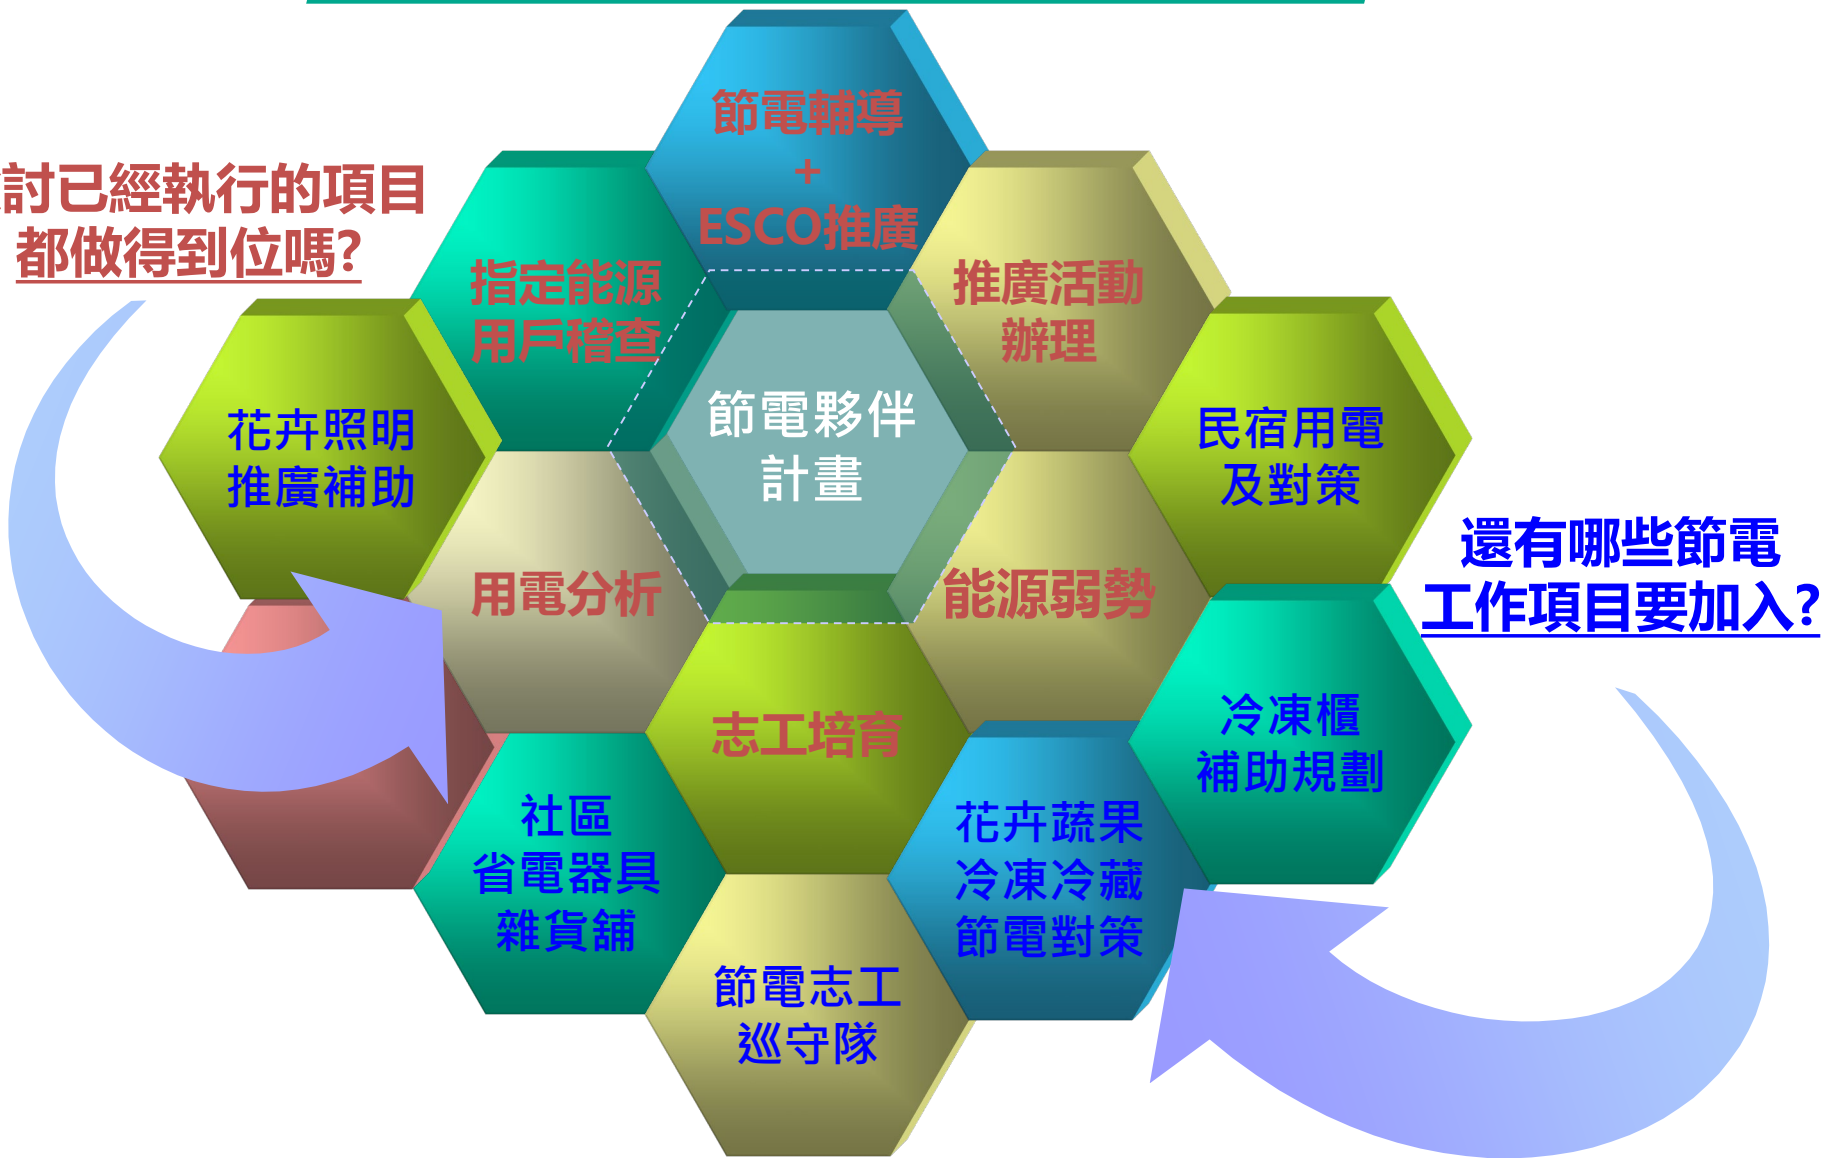 節電輔導
+
ESCO推廣
討已經執行的項目
都做得到位嗎?
指定能源
用戶稽查
推廣活動
辦理
花卉照明
推廣補助
節電夥伴
計畫
民宿用電
及對策
用電分析
能源弱勢
還有哪些節電
工作項目要加入?
志工培育
冷凍櫃
補助規劃
社區
省電器具
雜貨舖
花卉蔬果
冷凍冷藏
節電對策
節電志工
巡守隊